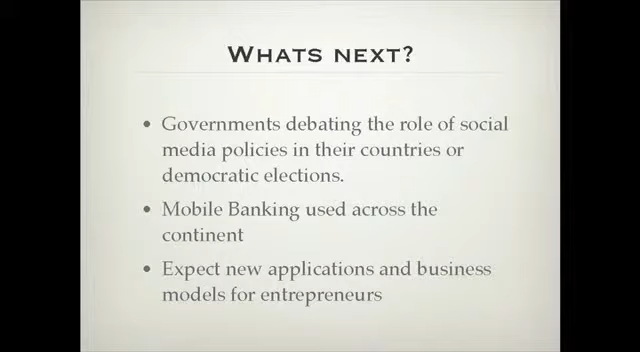 WHATS NEXT?
• Governments debating the role of social
media policies in their countries or
democratic elections.
• Mobile Banking used across the
continent
• Expect new applications and business
models for entrepreneurs